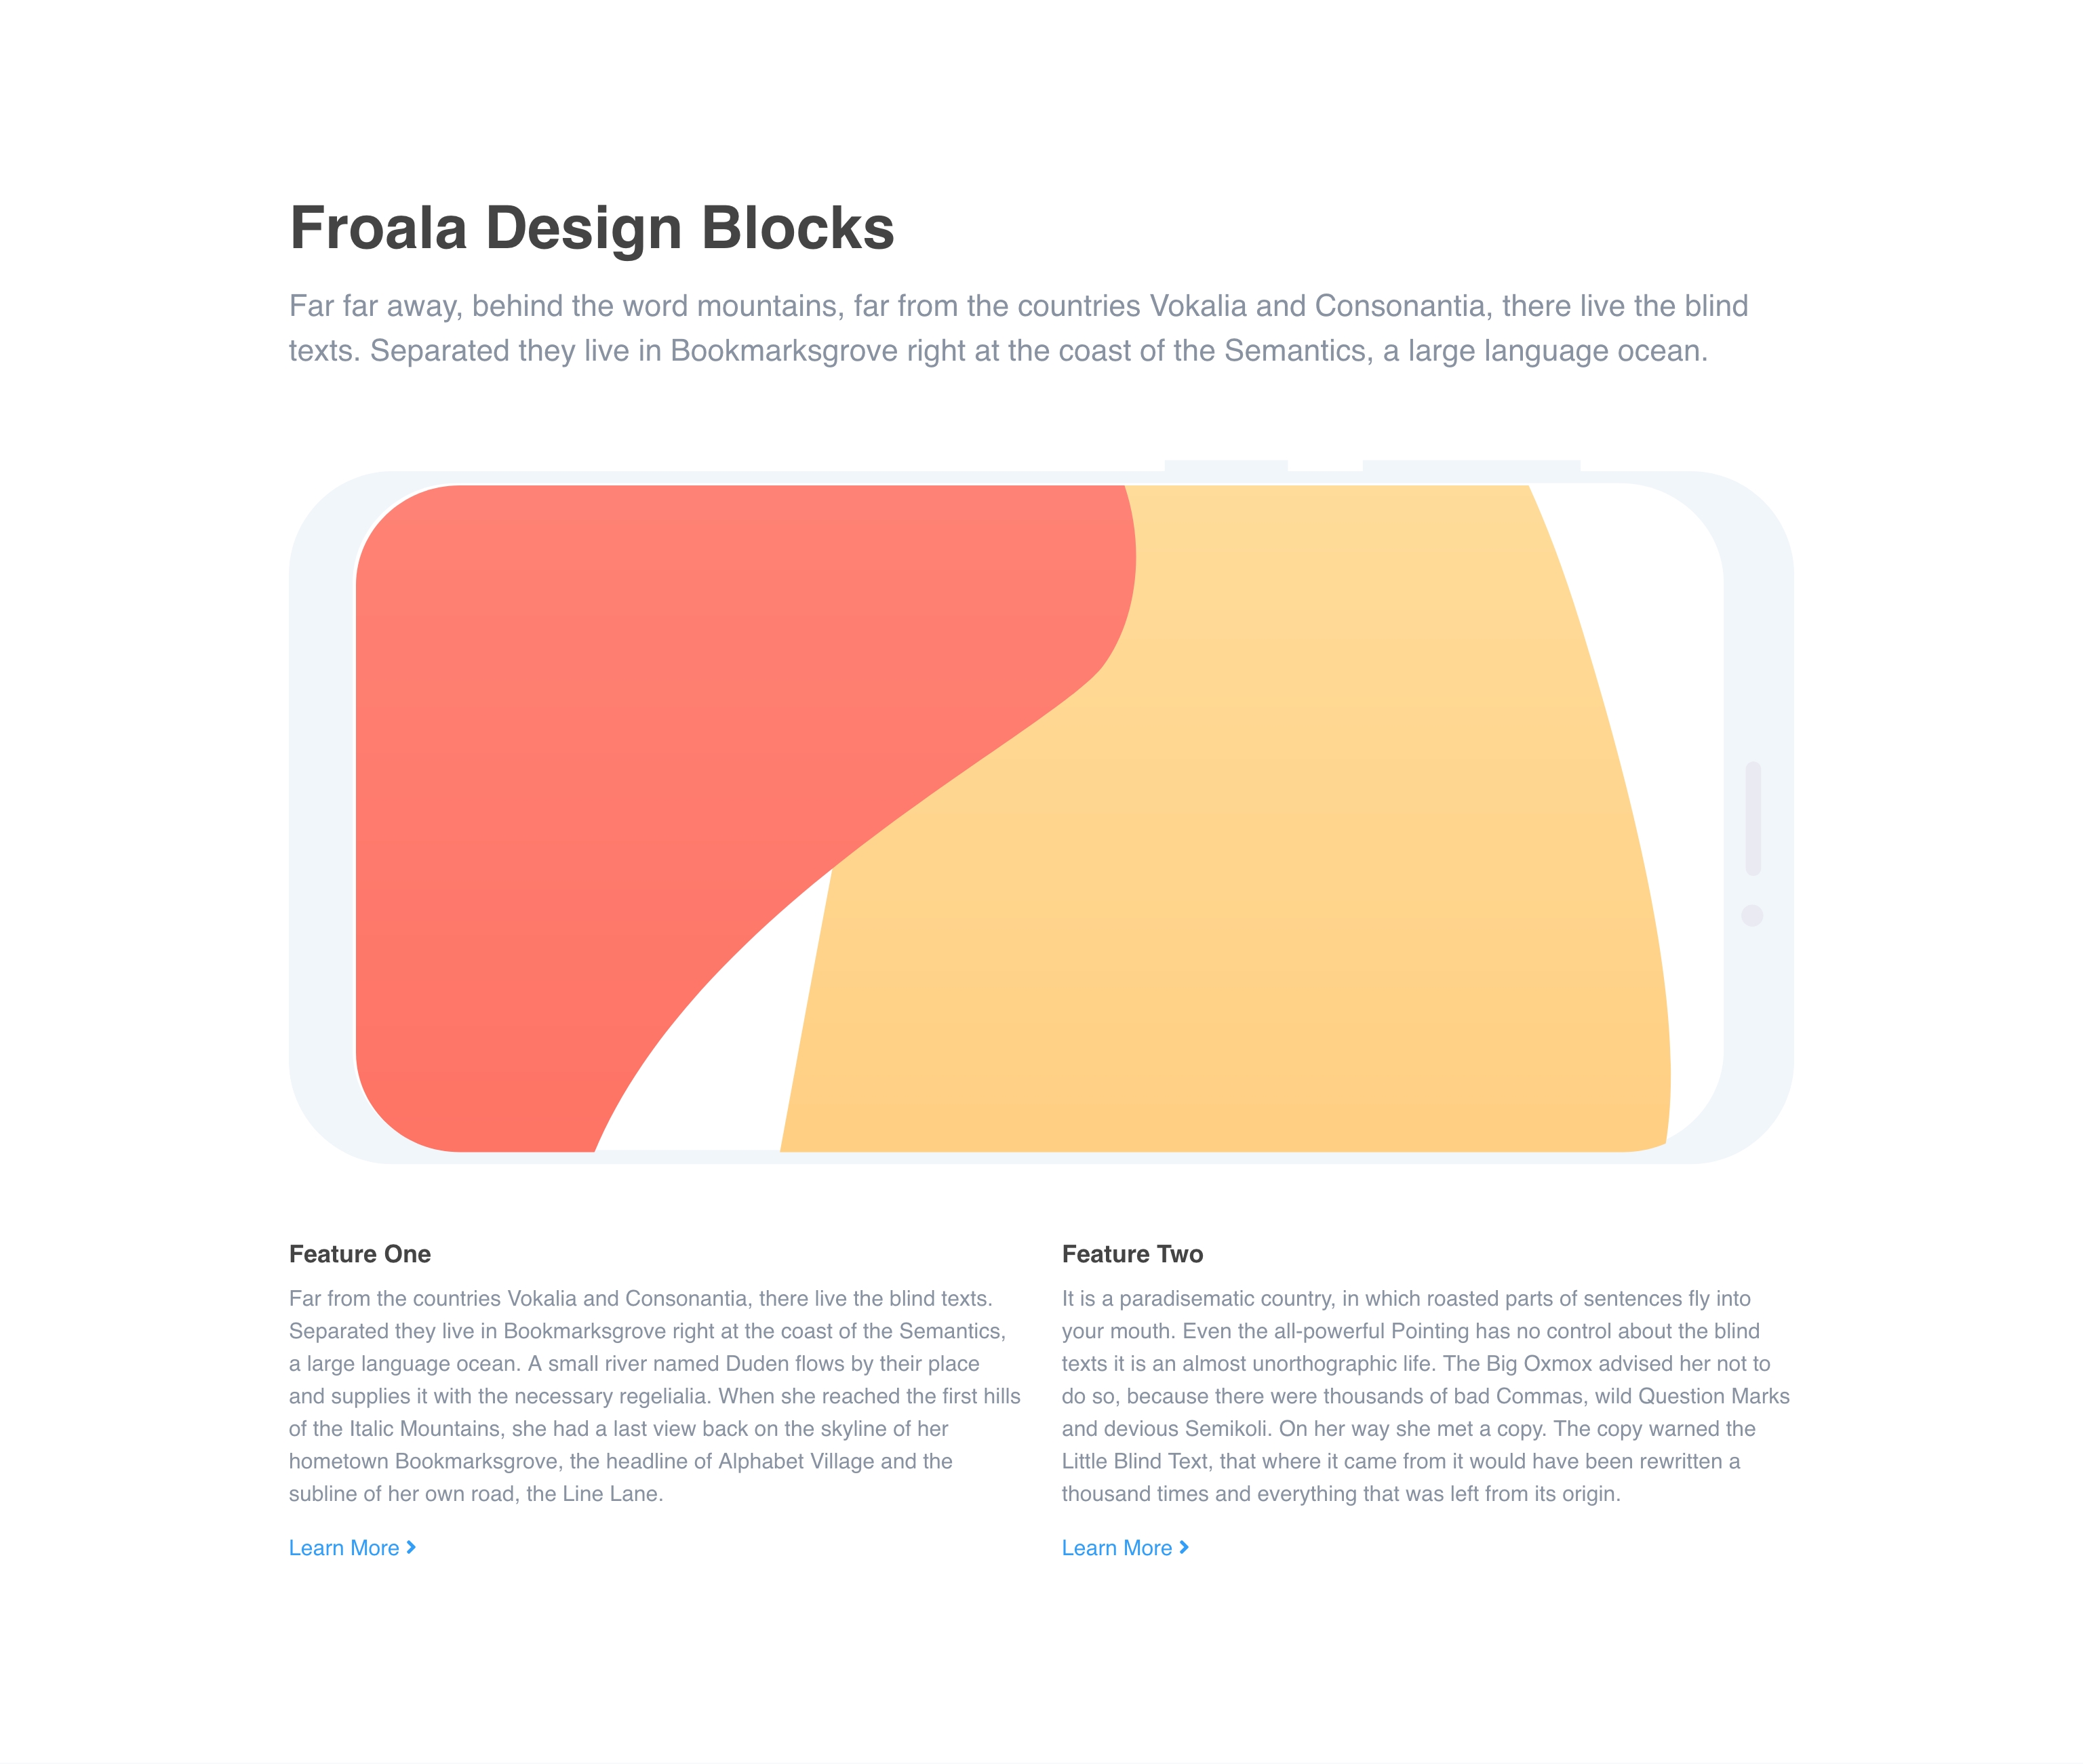 Froala Design Blocks
Far far away, behind the word mountains, far from the countries Vokalia and Consonantia, there live the blind
texts. Separated they live in Bookmarksgrove right at the coast of the Semantics, a large language ocean.
Feature One
Far from the countries Vokalia and Consonantia, there live the blind texts.
Separated they live in Bookmarksgrove right at the coast of the Semantics,
a large language ocean. A small river named Duden flows by their place
and supplies it with the necessary regelialia. When she reached the first hills
of the Italic Mountains, she had a last view back on the skyline of her
hometown Bookmarksgrove, the headline of Alphabet Village and the
subline of her own road, the Line Lane.
Learn More
Feature Two
It is a paradisematic country, in which roasted parts of sentences fly into
your mouth. Even the all-powerful Pointing has no control about the blind
texts it is an almost unorthographic life. The Big Oxmox advised her not to
do so, because there were thousands of bad Commas, wild Question Marks
and devious Semikoli. On her way she met a copy. The copy warned the
Little Blind Text, that where it came from it would have been rewritten a
thousand times and everything that was left from its origin.
Learn More